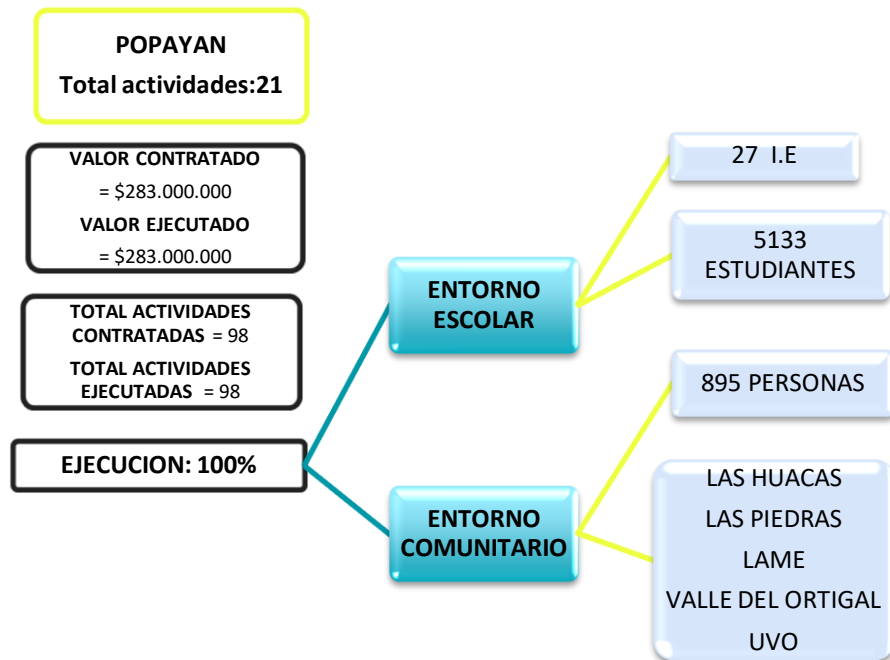 POPAYAN
Total actividades:21
VALOR CONTRATADO
= $283.000.000
VALOR EJECUTADO
= $283.000.000
TOTAL ACTIVIDADES
CONTRATADAS = 98
TOTAL ACTIVIDADES
EJECUTADAS = 98
EJECUCION: 100%
ENTORNO
ESCOLAR
27 I.E
5133
ESTUDIANTES
ENTORNO
COMUNITARIO
895 PERSONAS
LAS HUACAS
LAS PIEDRAS
LAME
VALLE DEL ORTIGAL
UVO